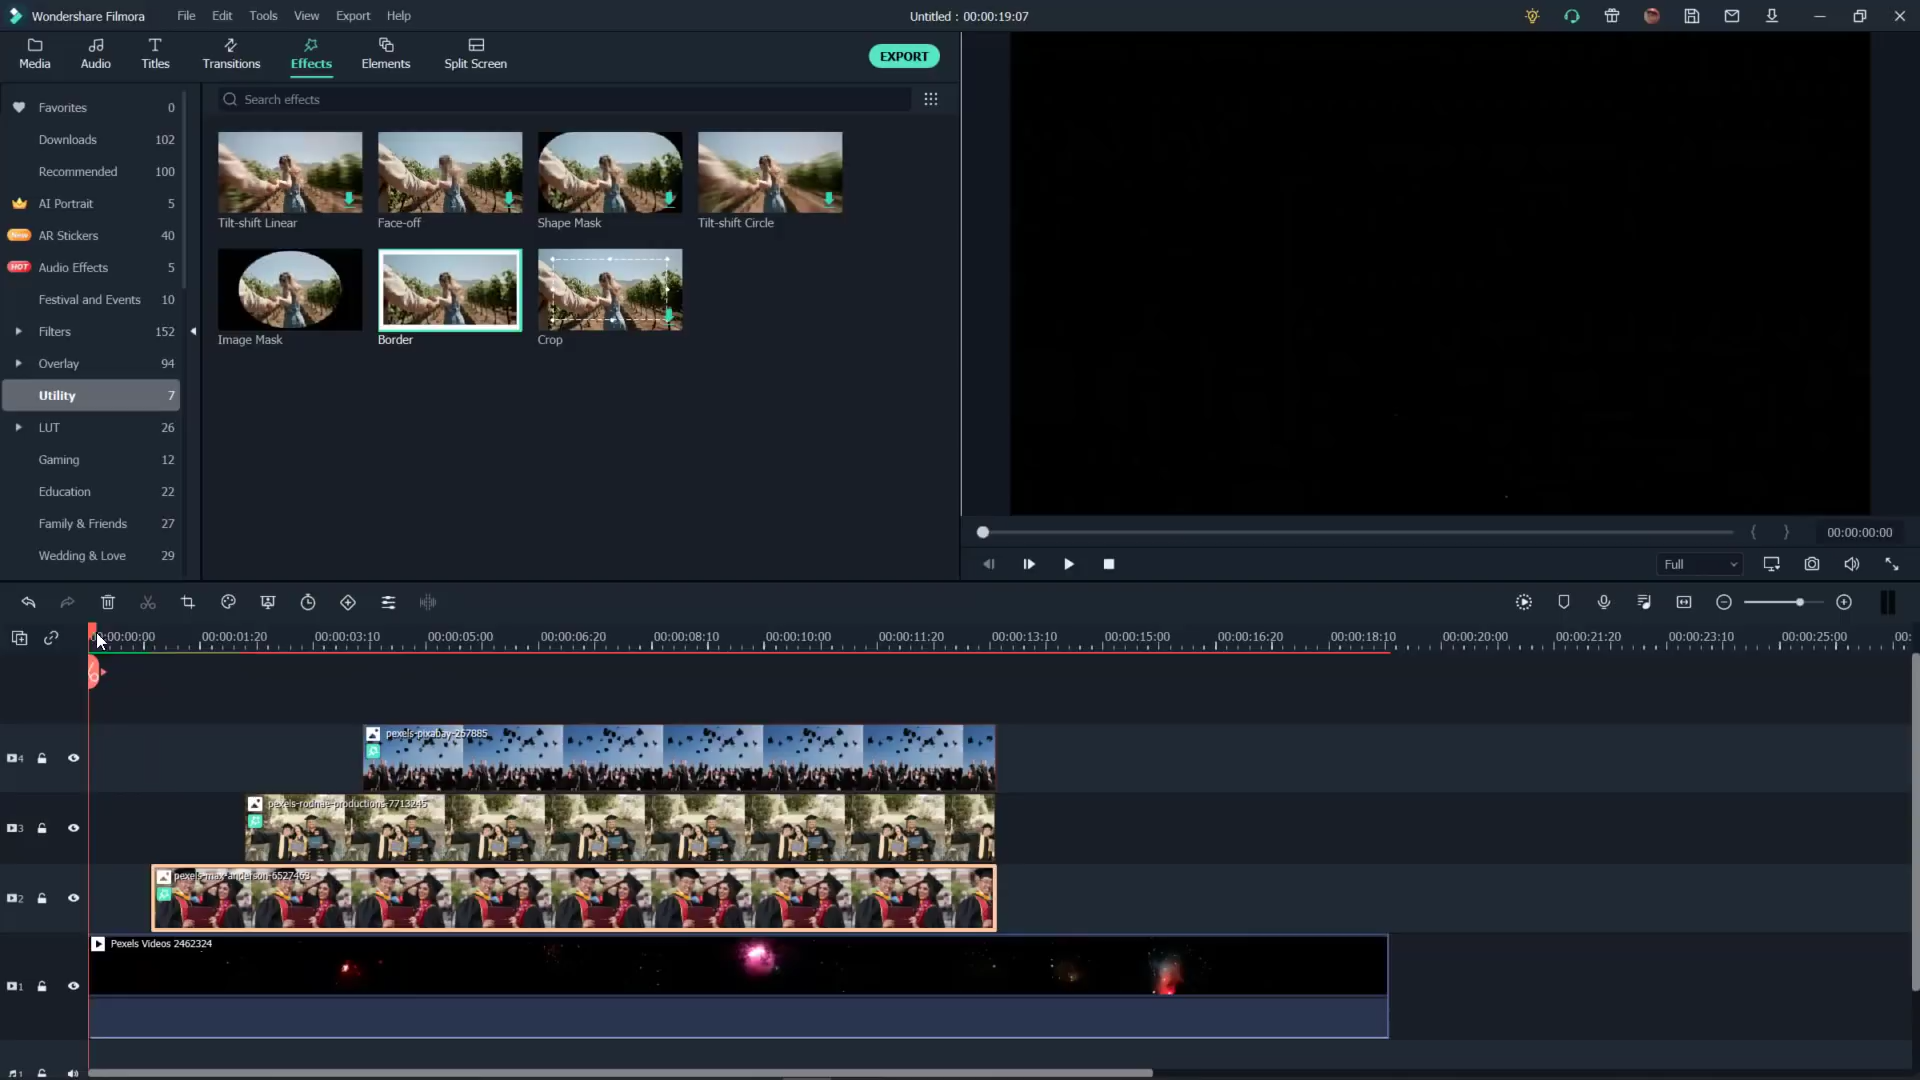 Wondershare Filmora File Edit Tools View Export Help Untitled : 00:00:19:07
Media Audio Titles Transitions Effects Elements Split Screen EXPORT
Favorites 0
Search effects
Downloads 102
Recommended 100
AI Portrait 5
New AR Stickers 40
HOT Audio Effects 5
Festival and Events 10
Filters 152
Overlay 94
Utility 7
LUT 26
Gaming 12
Education 22
Family & Friends 27
Wedding & Love 29
Tilt-shift Linear Face-off Shape Mask Tilt-shift Circle
Image Mask Border Crop
00:00:00:00
Full
00:00:00:00 00:00:01:20 00:00:03:10 00:00:05:00 00:00:06:20 00:00:08:10 00:00:10:00 00:00:11:20 00:00:13:10 00:00:15:00 00:00:16:20 00:00:18:10 00:00:20:00 00:00:21:20 00:00:23:10 00:00:25:00 00:
4 pexels-pixabay-267885
3 pexels-rodnae-productions-7713245
2 pexels-max-anderson-6527463
Pexels Videos 2462324
1
1